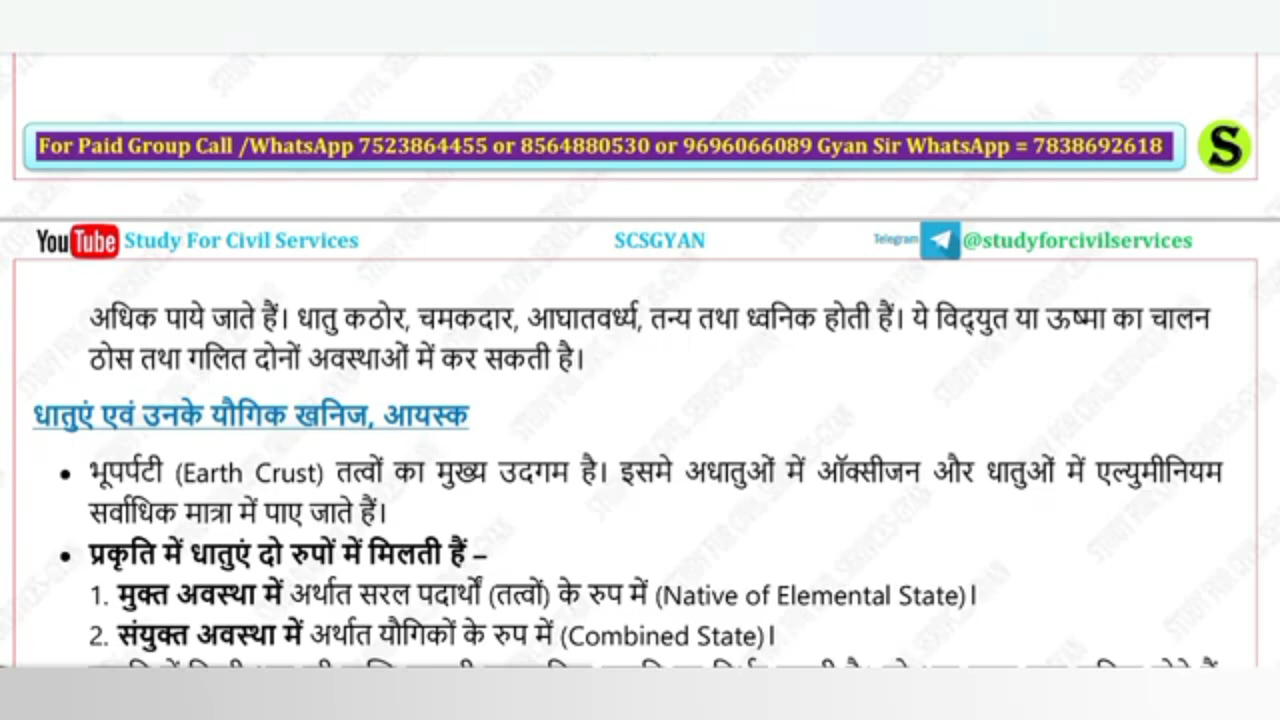 For Paid Group Call /WhatsApp 7523864455 or 8564880530 or 9696066089 Gyan Sir WhatsApp = 7838692618
S
YouTube Study For Civil Services SCSGYAN Telegram @studyforcivilservices
अधिक पाये जाते हैं। धातु कठोर, चमकदार, आघातवर्ध्य, तन्य तथा ध्वनिक होती हैं। ये विद्युत या ऊष्मा का चालन
ठोस तथा गलित दोनों अवस्थाओं में कर सकती है।
धातुएं एवं उनके यौगिक खनिज, आयस्क
• भूपर्पटी (Earth Crust) तत्वों का मुख्य उदगम है। इसमे अधातुओं में ऑक्सीजन और धातुओं में एल्युमीनियम
सर्वाधिक मात्रा में पाए जाते हैं।
• प्रकृति में धातुएं दो रुपों में मिलती हैं –
1. मुक्त अवस्था में अर्थात सरल पदार्थों (तत्वों) के रुप में (Native of Elemental State)।
2. संयुक्त अवस्था में अर्थात यौगिकों के रुप में (Combined State)।